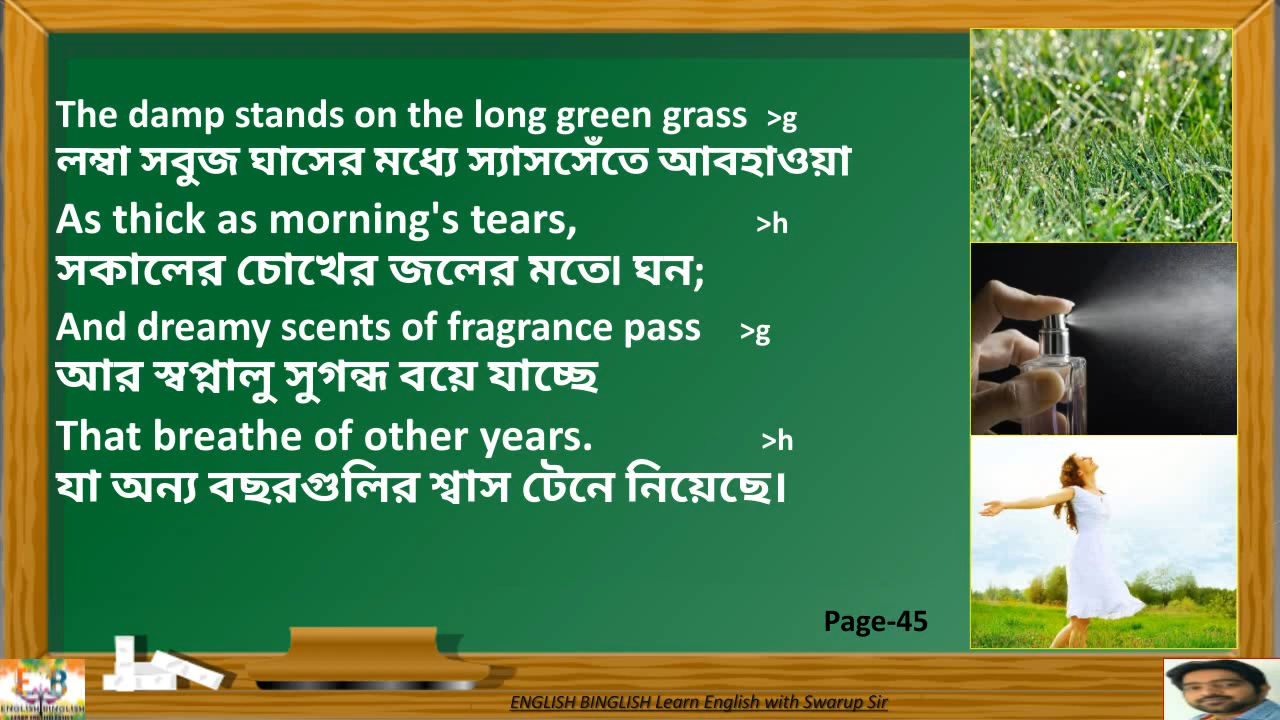 The damp stands on the long green grass >g
লম্বা সবুজ ঘাসের মধ্যে স্যাসসেঁতে আবহাওয়া
As thick as morning's tears, >h
সকালের চোখের জলের মতো ঘন;
And dreamy scents of fragrance pass >g
আর স্বপ্নালু সুগন্ধ বয়ে যাচ্ছে
That breathe of other years. >h
যা অন্য বছরগুলির শ্বাস টেনে নিয়েছে।
Page-45
E B
ENGLISH BINGLISH
ENGLISH BINGLISH Learn English with Swarup Sir